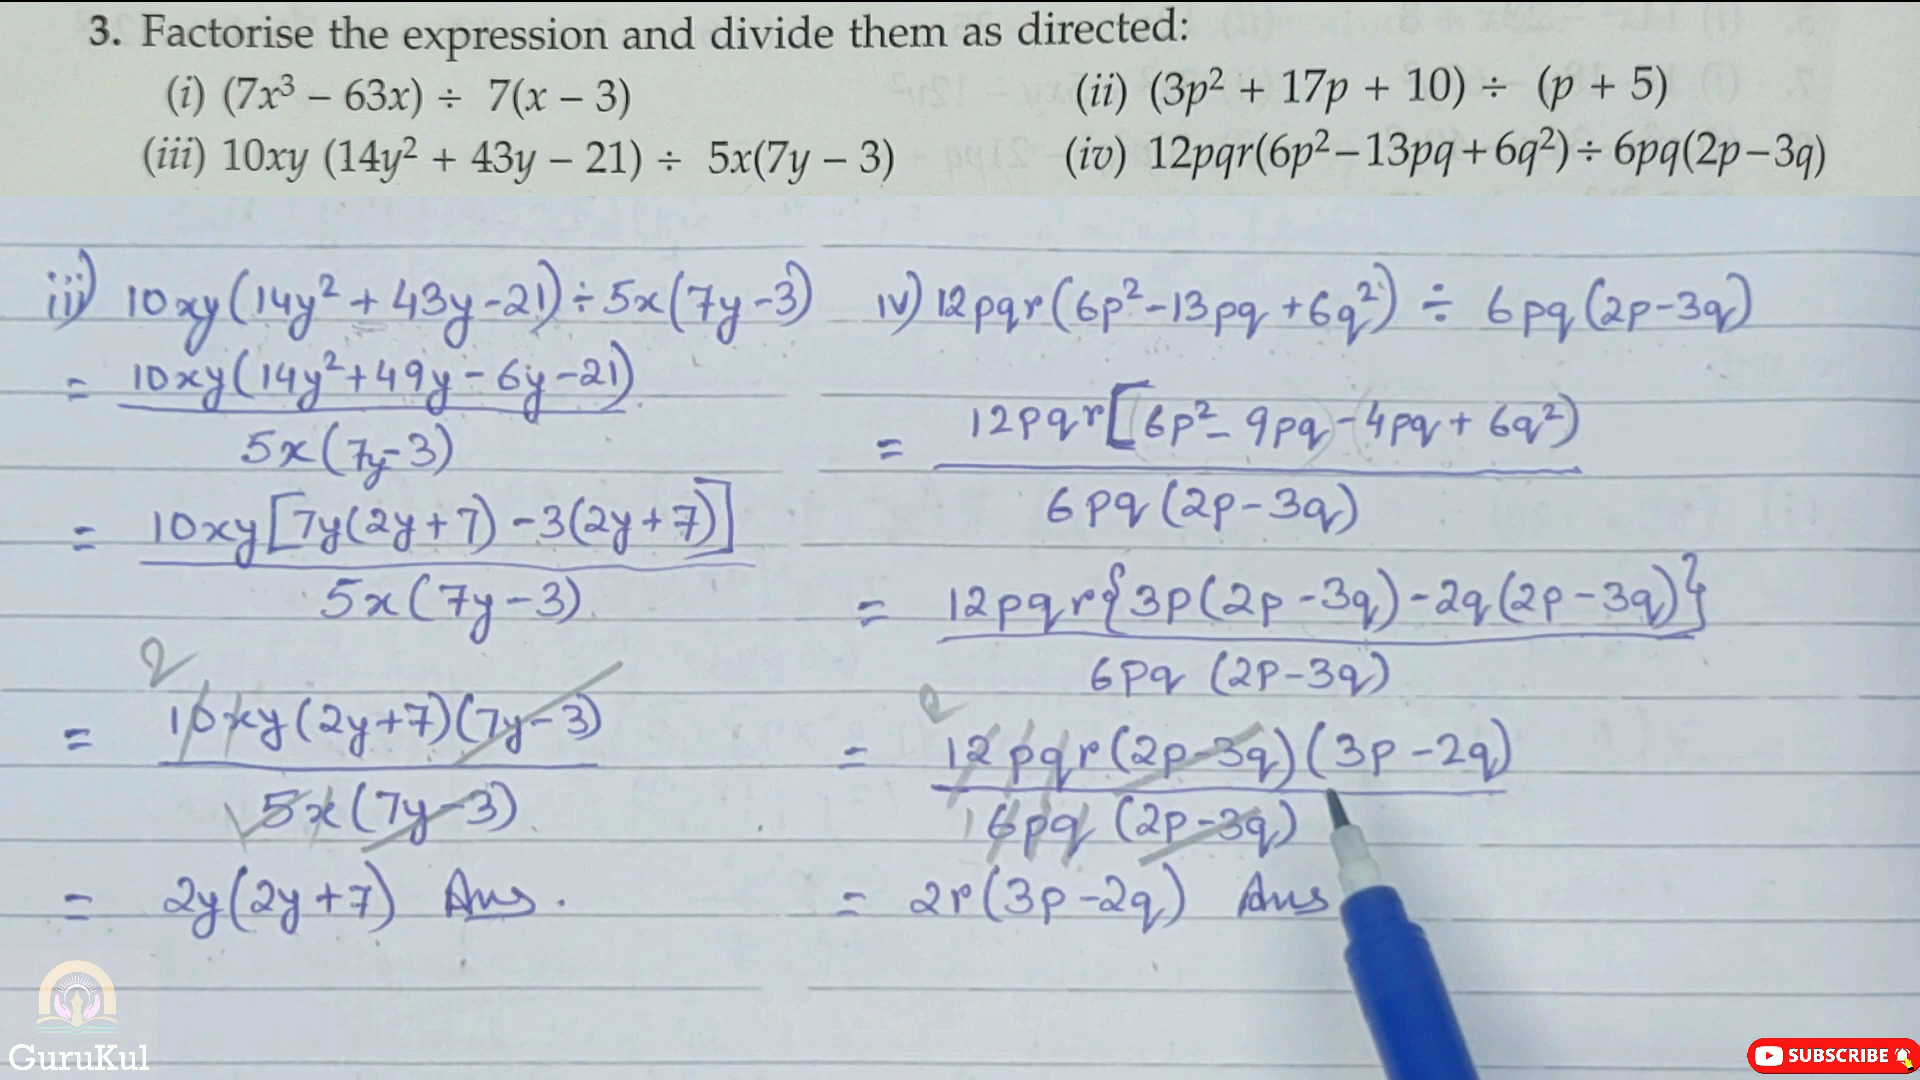 3. Factorise the expression and divide them as directed:
(i) (7x³ – 63x) ÷ 7(x – 3) (ii) (3p² + 17p + 10) ÷ (p + 5)
(iii) 10xy (14y² + 43y – 21) ÷ 5x(7y – 3) (iv) 12pqr(6p² – 13pq + 6q²) ÷ 6pq(2p – 3q)
iii) 10xy(14y² + 43y - 21) ÷ 5x(7y - 3)
= 10xy(14y² + 49y - 6y - 21)
5x(7y - 3)
= 10xy[7y(2y + 7) - 3(2y + 7)]
5x(7y - 3)
2
= 10xy(2y + 7)(7y - 3)
1 5x(7y - 3)
= 2y(2y + 7) Ans.
iv) 12pqr(6p² - 13pq + 6q²) ÷ 6pq(2p - 3q)
= 12pqr[6p² - 9pq - 4pq + 6q²)
6pq(2p - 3q)
= 12pqr{3p(2p - 3q) - 2q(2p - 3q)}
6pq (2p - 3q)
2
= 12pqr(2p - 3q)(3p - 2q)
1 6pq (2p - 3q)
= 2r(3p - 2q) Ans
GuruKul
SUBSCRIBE